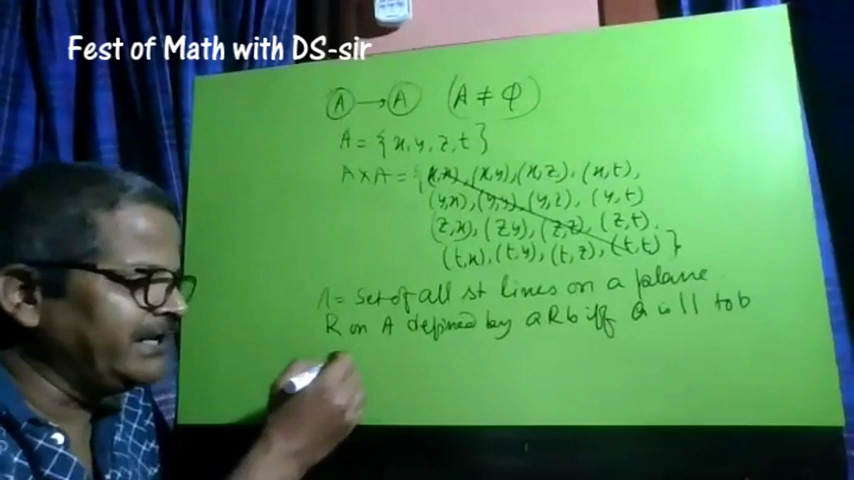 Fest of Math with DS-sir
A → A (A ≠ φ)
A = {x, y, z, t}
A×A = {(x,x), (x,y), (x,z), (x,t),
(y,x), (y,y), (y,z), (y,t)
(z,x), (z,y), (z,z), (z,t).
(t,x), (t,y), (t,z), (t,t)}
A = Set of all st lines on a plane
R on A defined by aRb iff a is || to b